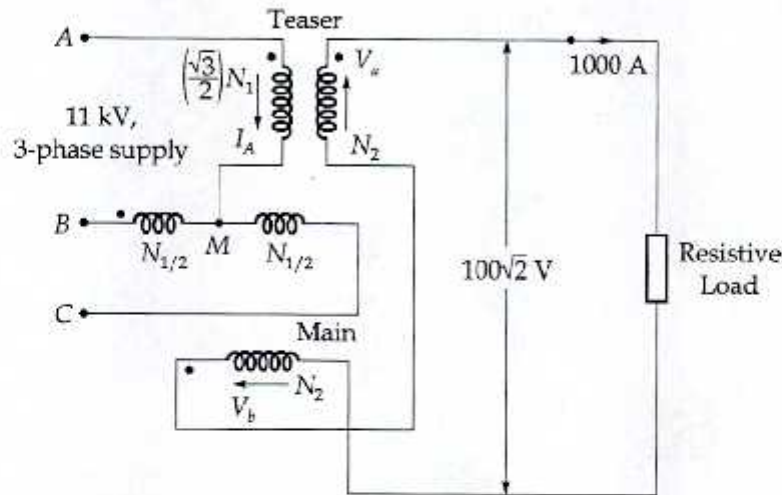 Teaser
A
(√3/2)N₁
Vₐ
1000 A
11 kV,
3-phase supply
I_A
N₂
B
N₁/₂
M
N₁/₂
100√2 V
Resistive
Load
C
Main
N₂
V_b